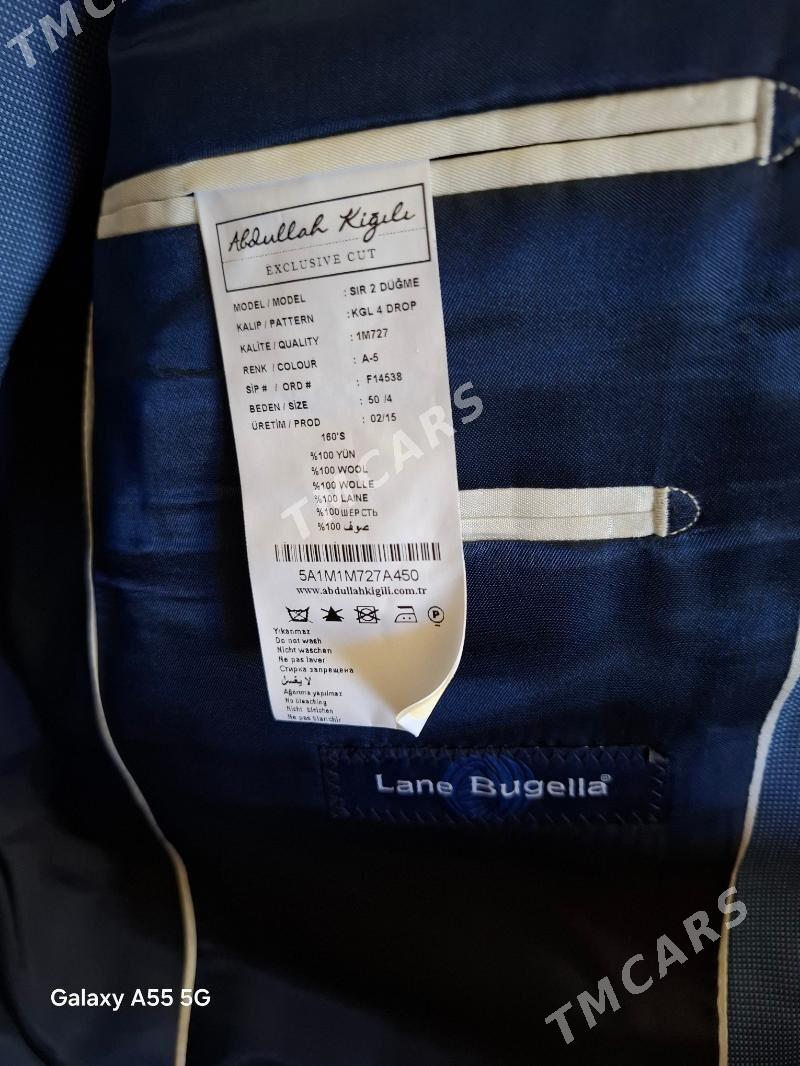 TMCARS
Abdullah Kiğılı
EXCLUSIVE CUT
MODEL / MODEL : SIR 2 DÜĞME
KALIP / PATTERN : KGL 4 DROP
KALİTE / QUALITY : 1M727
RENK / COLOUR : A-5
SİP # / ORD # : F14538
BEDEN / SIZE : 50 /4
ÜRETİM / PROD : 02/15
160'S
%100 YÜN
%100 WOOL
%100 WOLLE
%100 LAINE
%100 ШЕРСТЬ
%100 صوف
TMCARS
5A1M1M727A450
www.abdullahkigili.com.tr
P
Yıkanmaz
Do not wash
Nicht waschen
Ne pas laver
Стирка запрещена
لا يغسل
Ağartma yapılmaz
No bleaching
Nicht bleichen
Ne pas blanchir
Lane Bugella®
TMCARS
Galaxy A55 5G